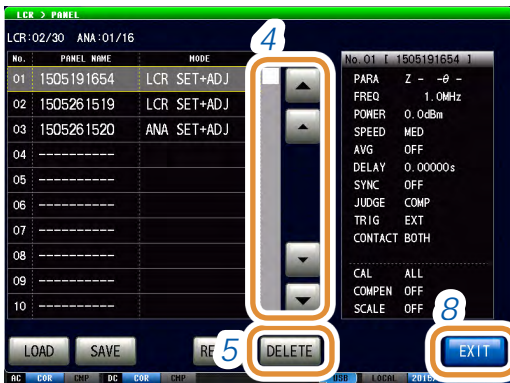 LCR > PANEL
LCR:02/30 ANA:01/16
4
No. PANEL NAME MODE
01 1505191654 LCR SET+ADJ
02 1505261519 LCR SET+ADJ
03 1505261520 ANA SET+ADJ
04 ----------
05 ----------
06 ----------
07 ----------
08 ----------
09 ----------
10 ----------
No.01 [ 1505191654 ]
PARA Z - -θ -
FREQ 1.0MHz
POWER 0.0dBm
SPEED MED
AVG OFF
DELAY 0.00000s
SYNC OFF
JUDGE COMP
TRIG EXT
CONTACT BOTH
CAL ALL
COMPEN OFF
SCALE OFF
8
LOAD SAVE RE 5 DELETE EXIT
AC COR CMP DC COR CMP USB LOCAL 2016